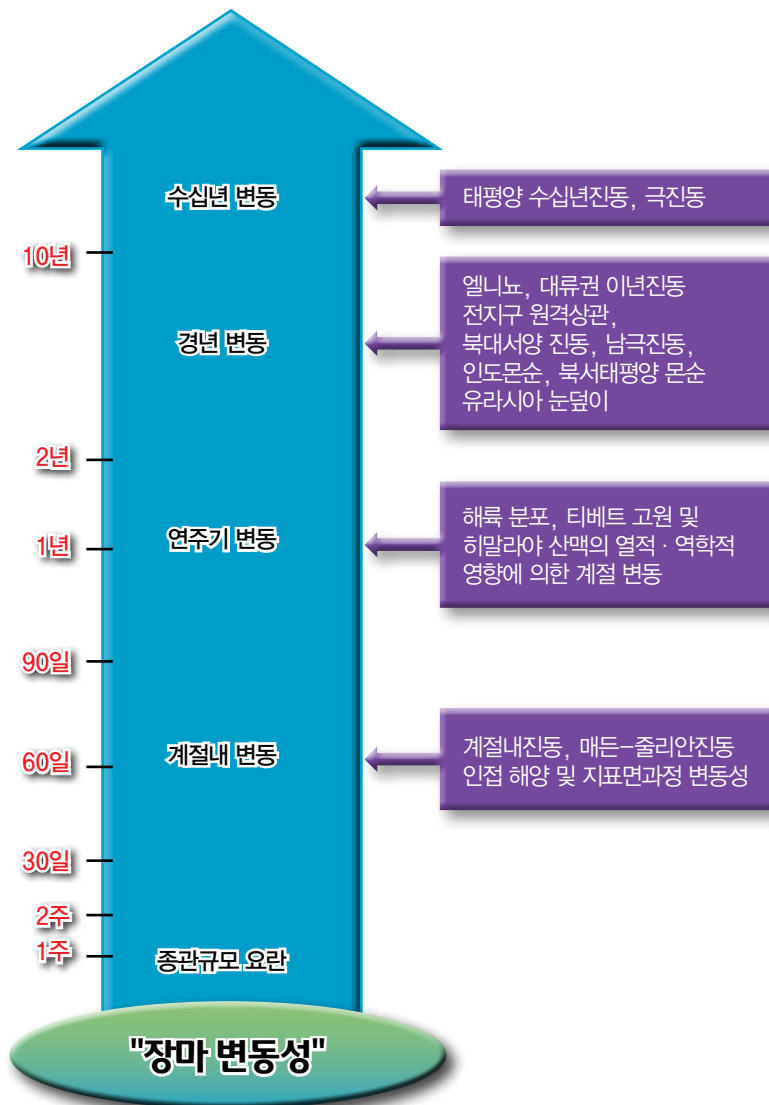 수십년 변동
태평양 수십년진동, 극진동
10년
경년 변동
엘니뇨, 대류권 이년진동
전지구 원격상관,
북대서양 진동, 남극진동,
인도몬순, 북서태평양 몬순
유라시아 눈덮이
2년
1년
연주기 변동
해륙 분포, 티베트 고원 및
히말라야 산맥의 열적 · 역학적
영향에 의한 계절 변동
90일
계절내 변동
60일
계절내진동, 매든-줄리안진동
인접 해양 및 지표면과정 변동성
30일
2주
1주
종관규모 요란
"장마 변동성"